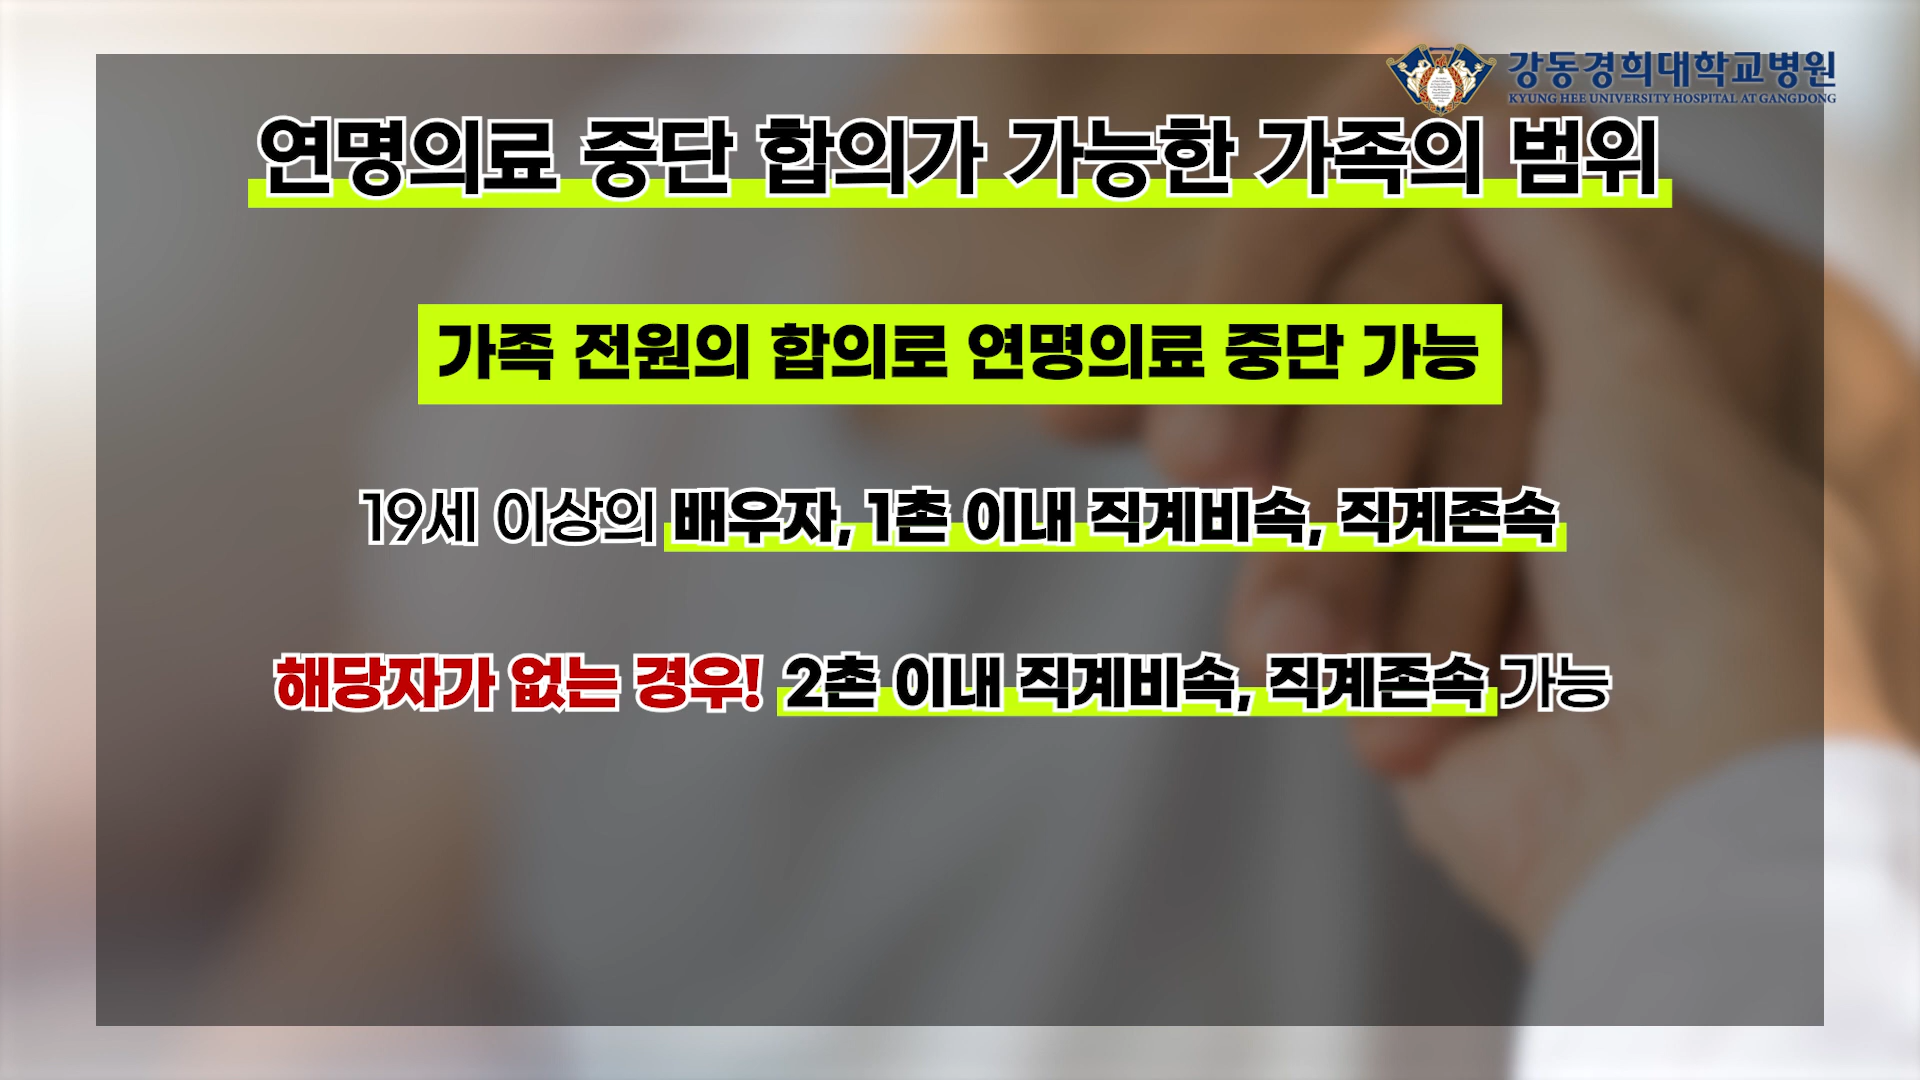 강동경희대학교병원
KYUNG HEE UNIVERSITY HOSPITAL AT GANGDONG
연명의료 중단 합의가 가능한 가족의 범위
가족 전원의 합의로 연명의료 중단 가능
19세 이상의 배우자, 1촌 이내 직계비속, 직계존속
해당자가 없는 경우! 2촌 이내 직계비속, 직계존속 가능